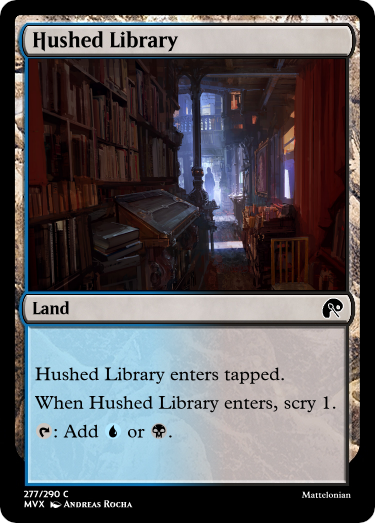 Hushed Library
Land
Hushed Library enters tapped.
When Hushed Library enters, scry 1.
: Add or .
277/290 C
MVX Andreas Rocha
Mattelonian